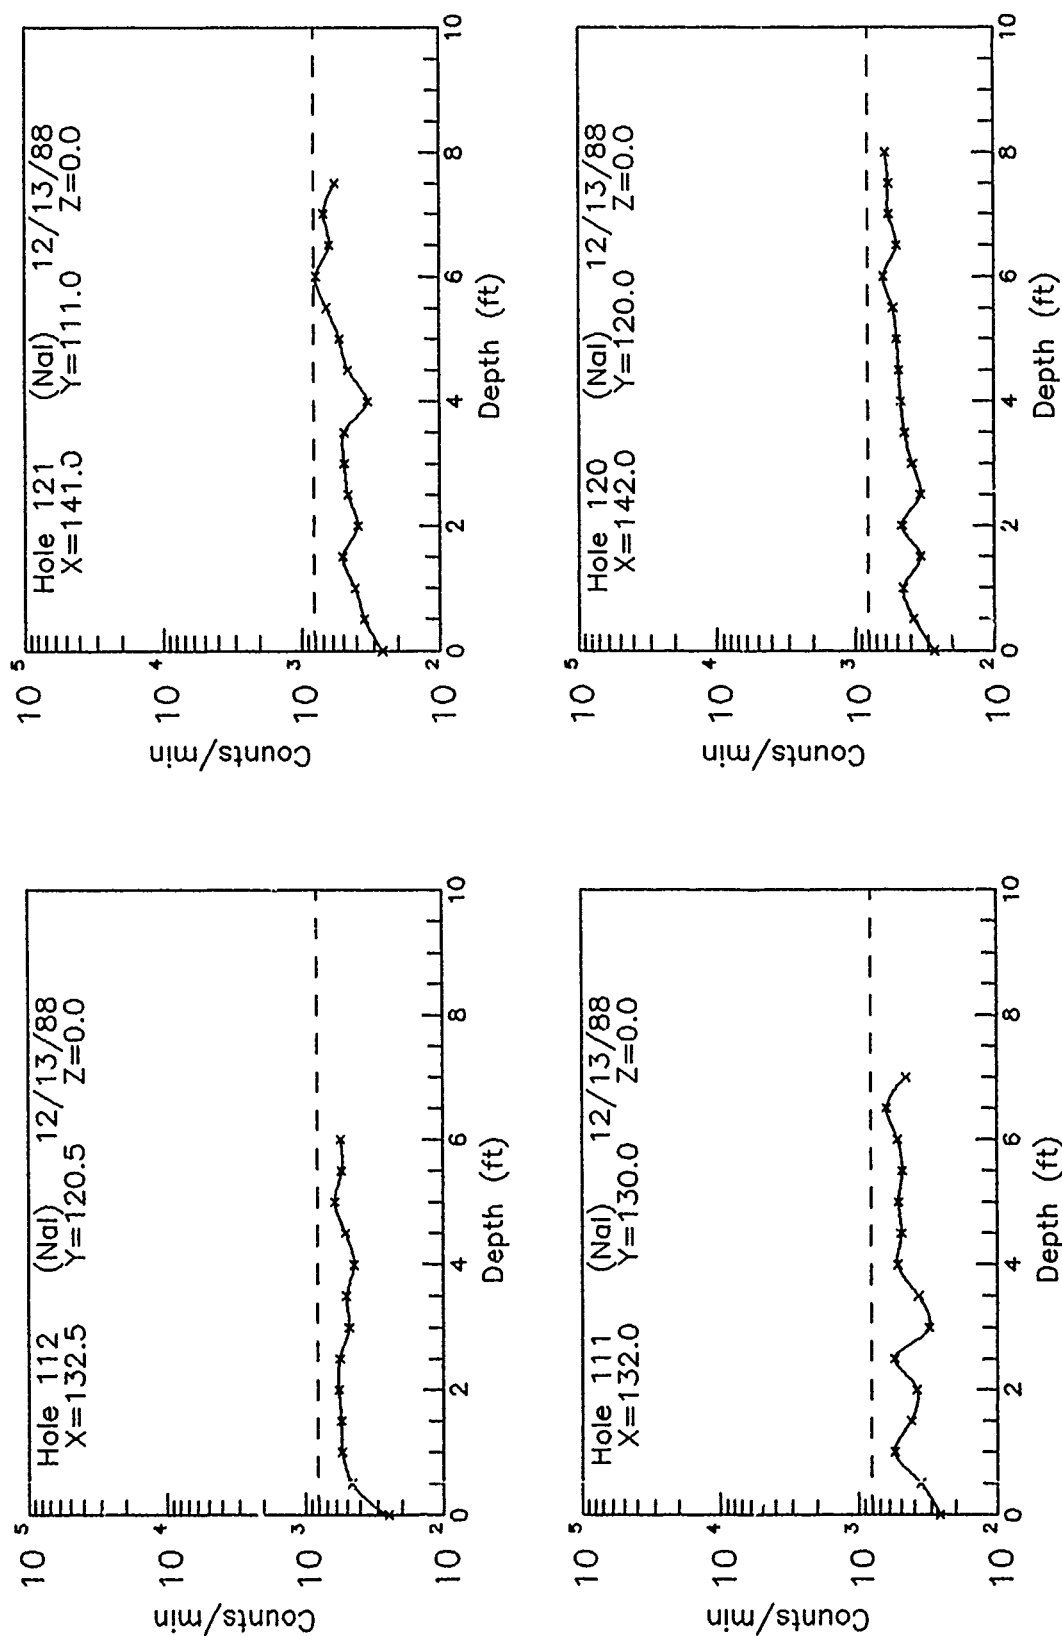 Hole 112 (NaI) 12/13/88
X=132.5 Y=120.5 Z=0.0
Counts/min
10 5
10 4
10 3
10 2
0 2 4 6 8 10
Depth (ft)
Hole 121 (NaI) 12/13/88
X=141.0 Y=111.0 Z=0.0
Counts/min
10 5
10 4
10 3
10 2
0 2 4 6 8 10
Depth (ft)
Hole 111 (NaI) 12/13/88
X=132.0 Y=130.0 Z=0.0
Counts/min
10 5
10 4
10 3
10 2
0 2 4 6 8 10
Depth (ft)
Hole 120 (NaI) 12/13/88
X=142.0 Y=120.0 Z=0.0
Counts/min
10 5
10 4
10 3
10 2
0 2 4 6 8 10
Depth (ft)